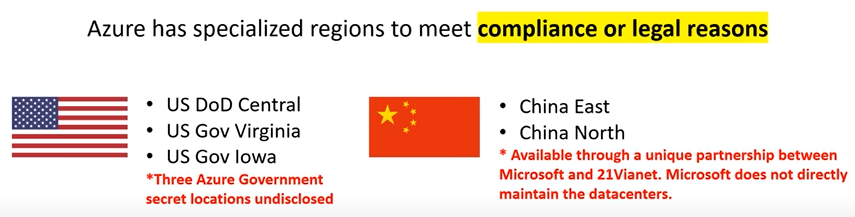 Azure has specialized regions to meet compliance or legal reasons
• US DoD Central
• US Gov Virginia
• US Gov Iowa
*Three Azure Government
secret locations undisclosed
• China East
• China North
* Available through a unique partnership between
Microsoft and 21Vianet. Microsoft does not directly
maintain the datacenters.